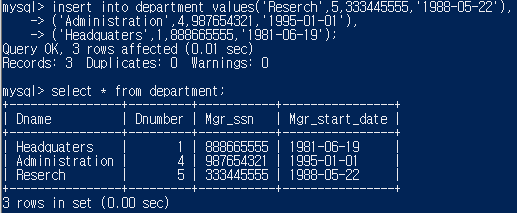 mysql> insert into department values('Reserch',5,333445555,'1988-05-22'),
    -> ('Administration',4,987654321,'1995-01-01'),
    -> ('Headquaters',1,888665555,'1981-06-19');
Query OK, 3 rows affected (0.01 sec)
Records: 3  Duplicates: 0  Warnings: 0

mysql> select * from department;
+----------------+---------+-----------+----------------+
| Dname          | Dnumber | Mgr_ssn   | Mgr_start_date |
+----------------+---------+-----------+----------------+
| Headquaters    |       1 | 888665555 | 1981-06-19     |
| Administration |       4 | 987654321 | 1995-01-01     |
| Reserch        |       5 | 333445555 | 1988-05-22     |
+----------------+---------+-----------+----------------+
3 rows in set (0.00 sec)